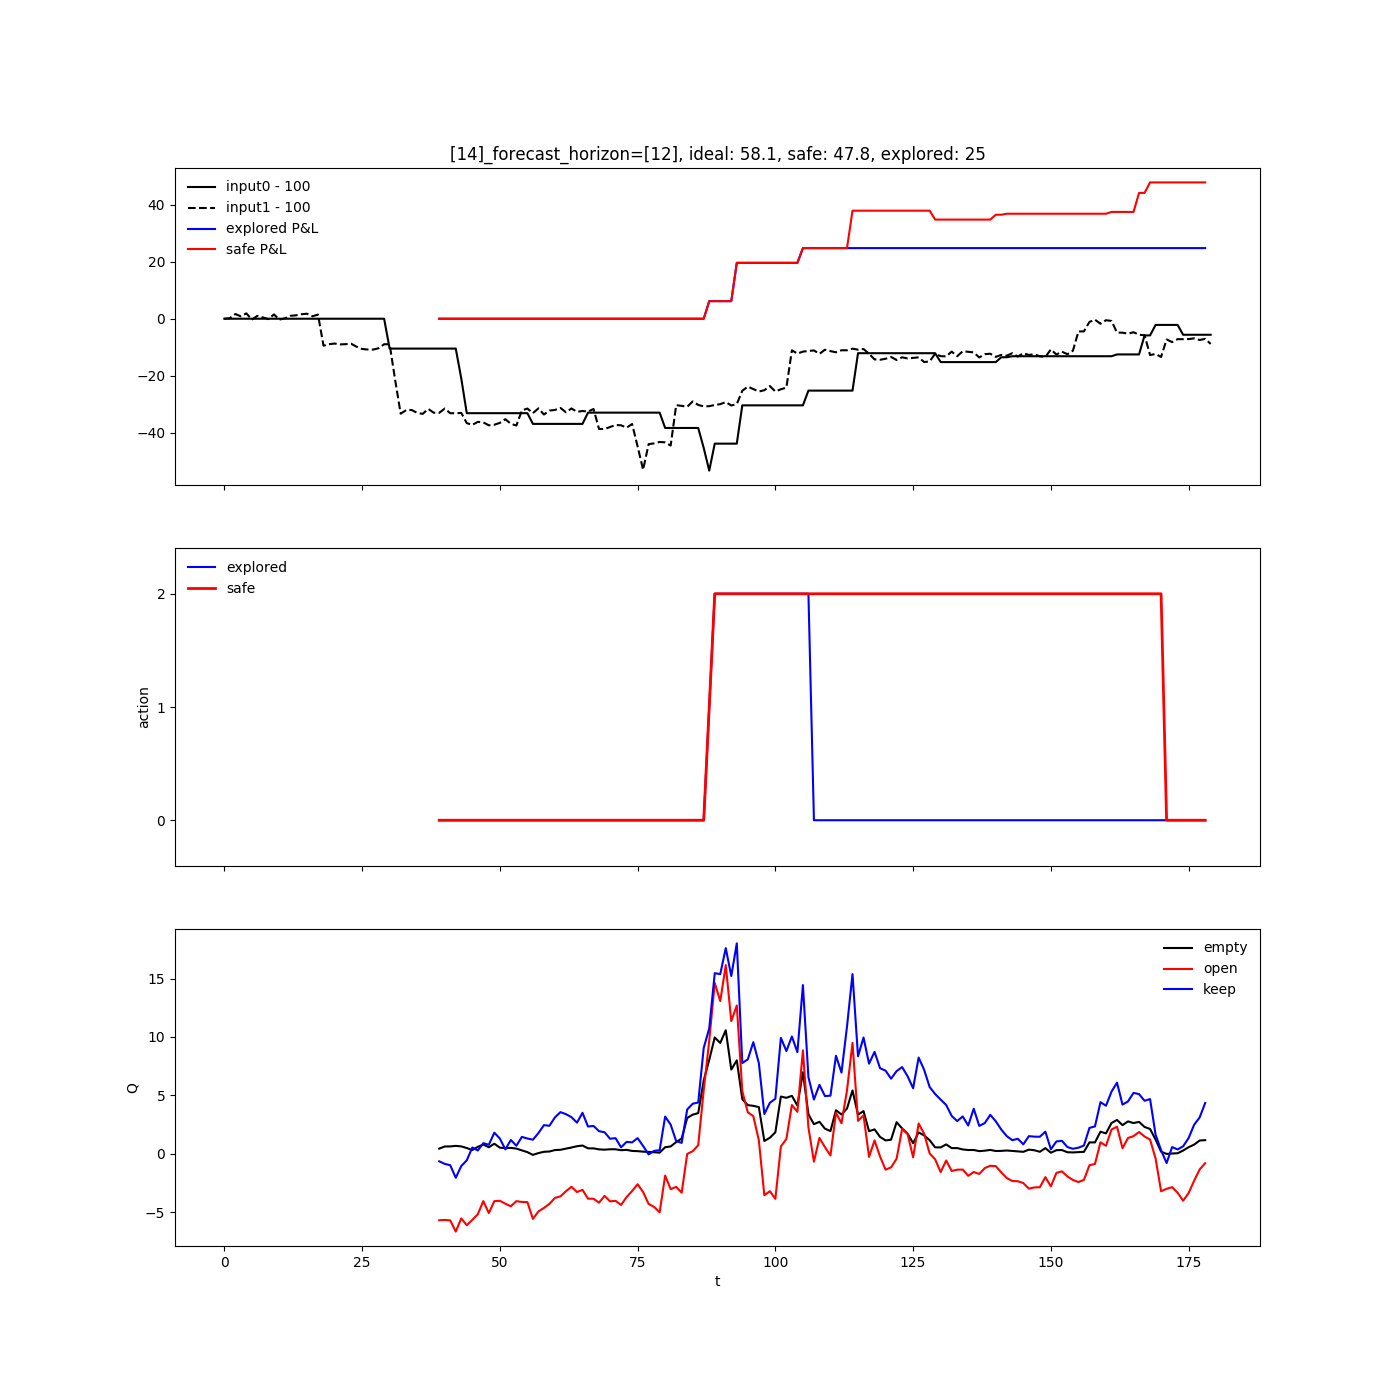 [14]_forecast_horizon=[12], ideal: 58.1, safe: 47.8, explored: 25
input0 - 100
input1 - 100
explored P&L
safe P&L
40
20
0
−20
−40
explored
safe
2
1
0
action
empty
open
keep
15
10
5
0
−5
Q
0 25 50 75 100 125 150 175
t